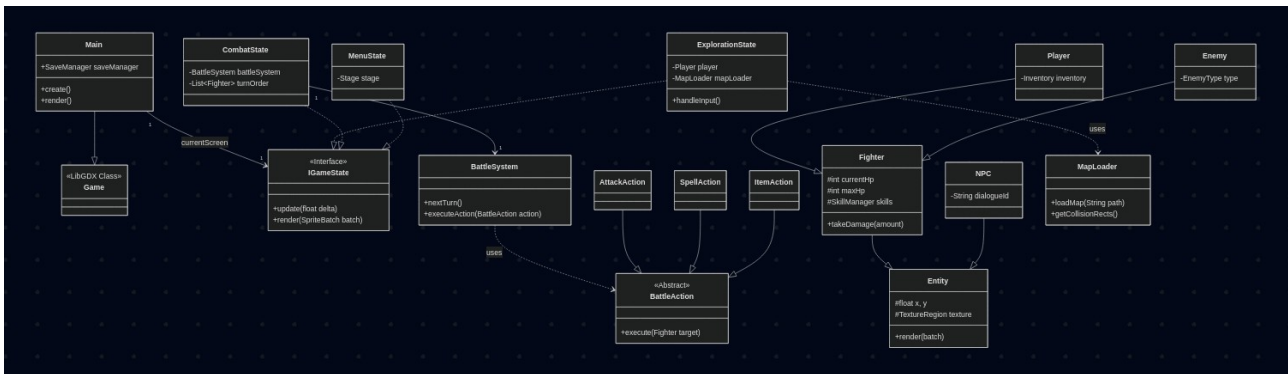 Main
+SaveManager saveManager
+create()
+render()
CombatState
-BattleSystem battleSystem
-List<Fighter> turnOrder
MenuState
-Stage stage
ExplorationState
-Player player
-MapLoader mapLoader
+handleInput()
Player
-Inventory inventory
Enemy
-EnemyType type
1
currentScreen
1
1
1
uses
«LibGDX Class»
Game
«Interface»
IGameState
+update(float delta)
+render(SpriteBatch batch)
BattleSystem
+nextTurn()
+executeAction(BattleAction action)
AttackAction
SpellAction
ItemAction
Fighter
#int currentHp
#int maxHp
#SkillManager skills
+takeDamage(amount)
NPC
-String dialogueId
MapLoader
+loadMap(String path)
+getCollisionRects()
uses
«Abstract»
BattleAction
+execute(Fighter target)
Entity
#float x, y
#TextureRegion texture
+render(batch)